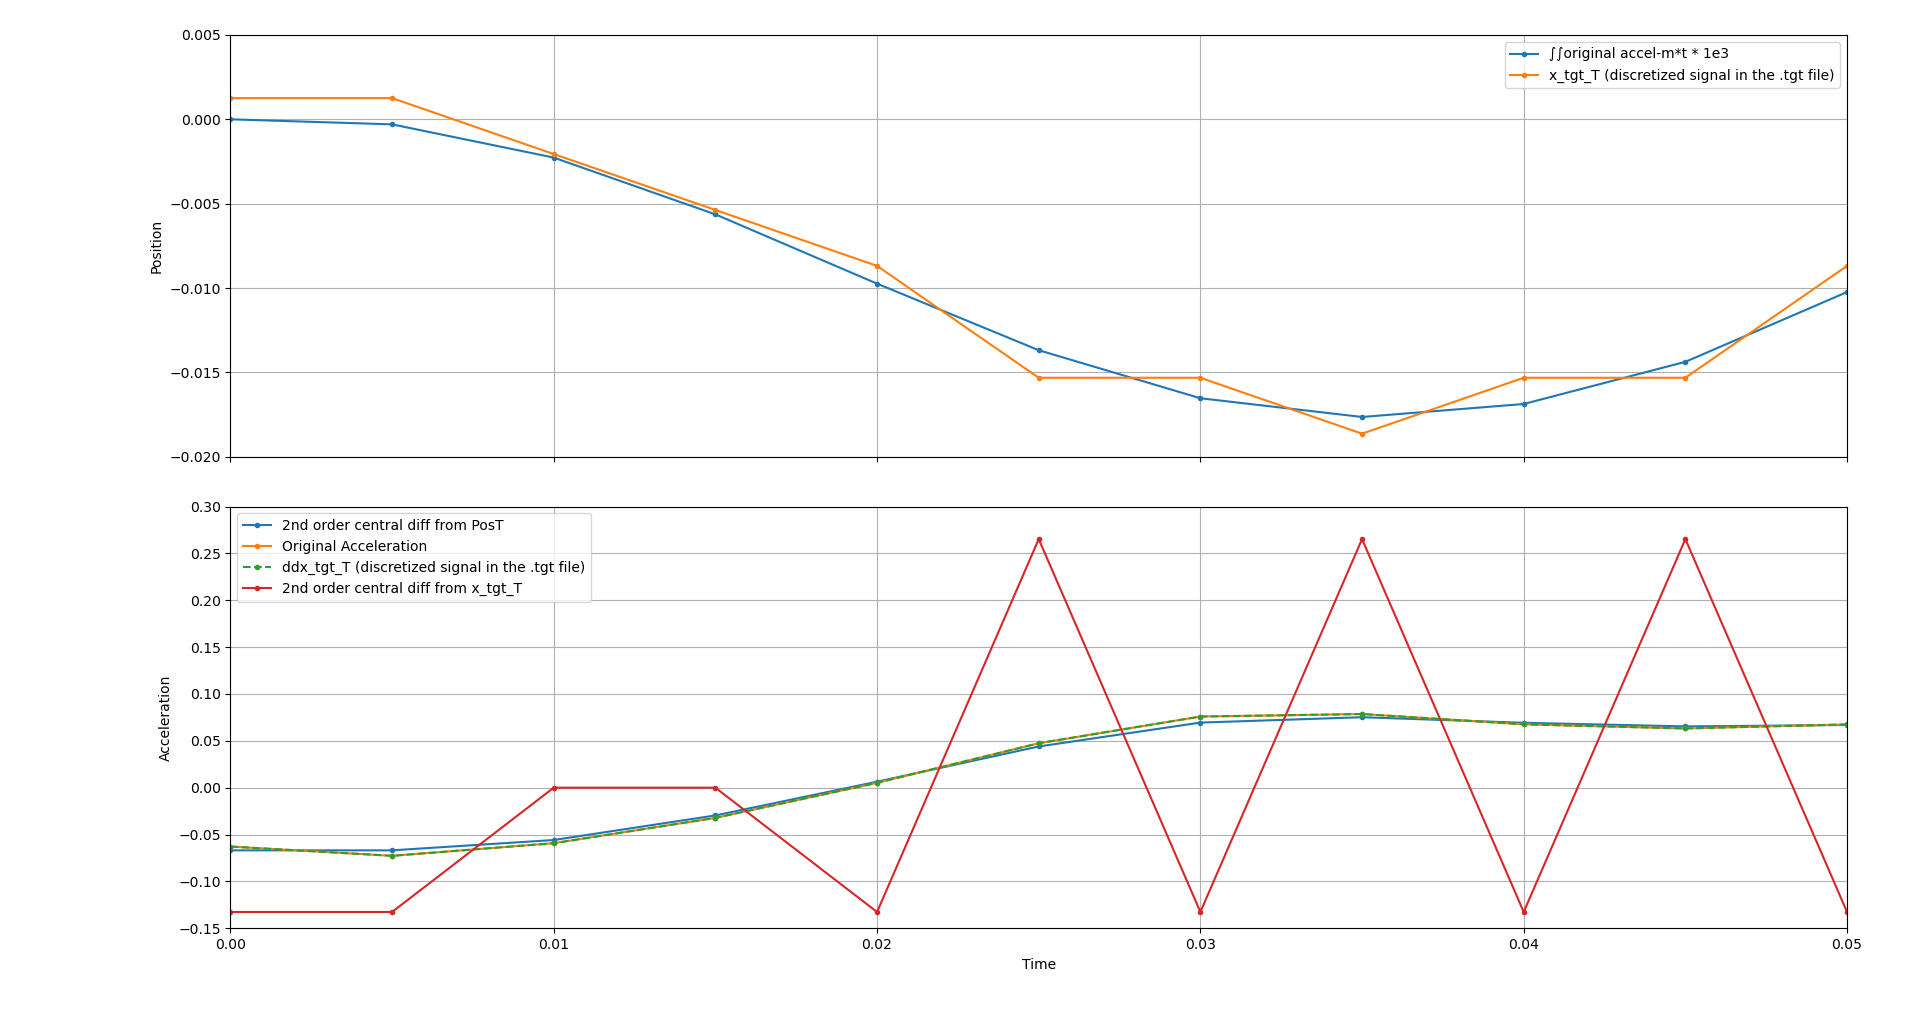 0.005
∫∫original accel-m*t * 1e3
x_tgt_T (discretized signal in the .tgt file)
0.000
−0.005
−0.010
−0.015
−0.020
Position
0.30
2nd order central diff from PosT
Original Acceleration
ddx_tgt_T (discretized signal in the .tgt file)
2nd order central diff from x_tgt_T
0.25
0.20
0.15
0.10
0.05
0.00
−0.05
−0.10
−0.15
Acceleration
0.00 0.01 0.02 0.03 0.04 0.05
Time